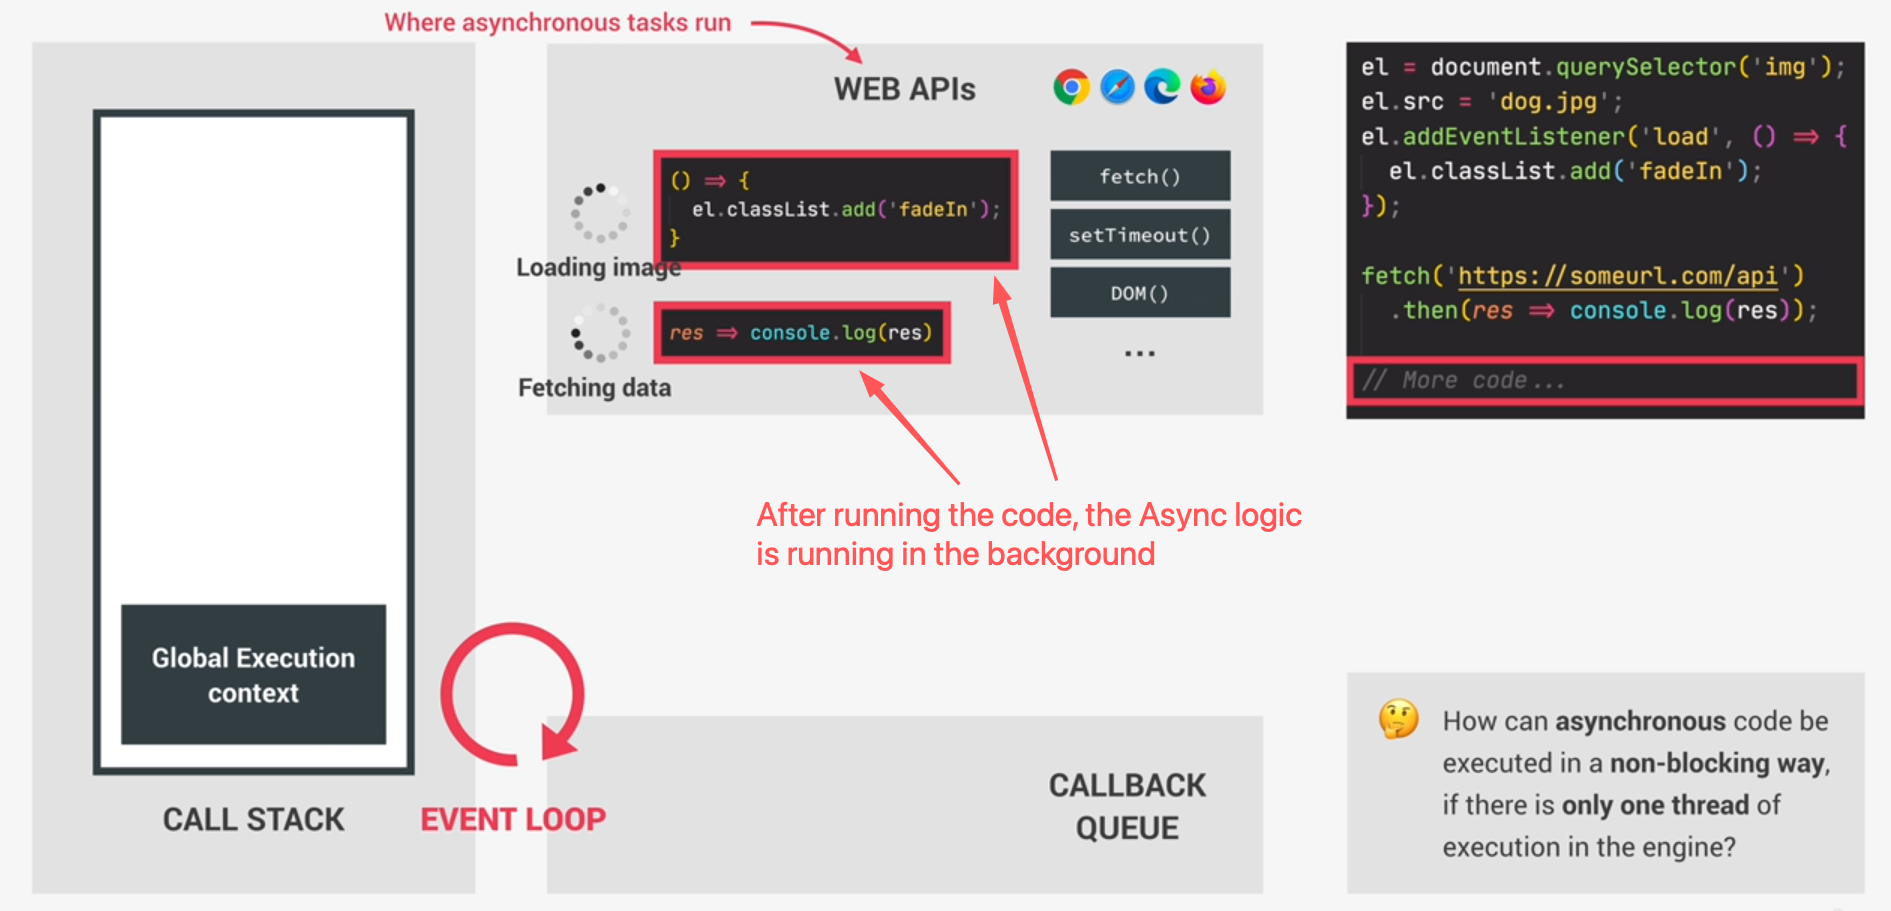 Where asynchronous tasks run
WEB APIs
() => {
  el.classList.add('fadeIn');
}
Loading image
res => console.log(res)
Fetching data
fetch()
setTimeout()
DOM()
...
After running the code, the Async logic
is running in the background
el = document.querySelector('img');
el.src = 'dog.jpg';
el.addEventListener('load', () => {
  el.classList.add('fadeIn');
});
fetch('https://someurl.com/api')
  .then(res => console.log(res));
// More code...
Global Execution
context
CALL STACK
EVENT LOOP
CALLBACK
QUEUE
How can asynchronous code be
executed in a non-blocking way,
if there is only one thread of
execution in the engine?